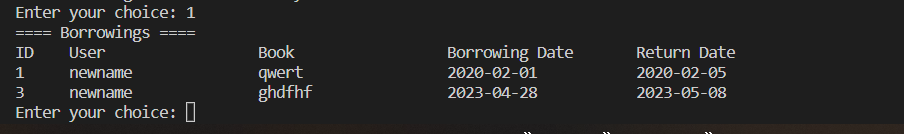 Enter your choice: 1
==== Borrowings ====
ID User Book Borrowing Date Return Date
1 newname qwert 2020-02-01 2020-02-05
3 newname ghdfhf 2023-04-28 2023-05-08
Enter your choice: